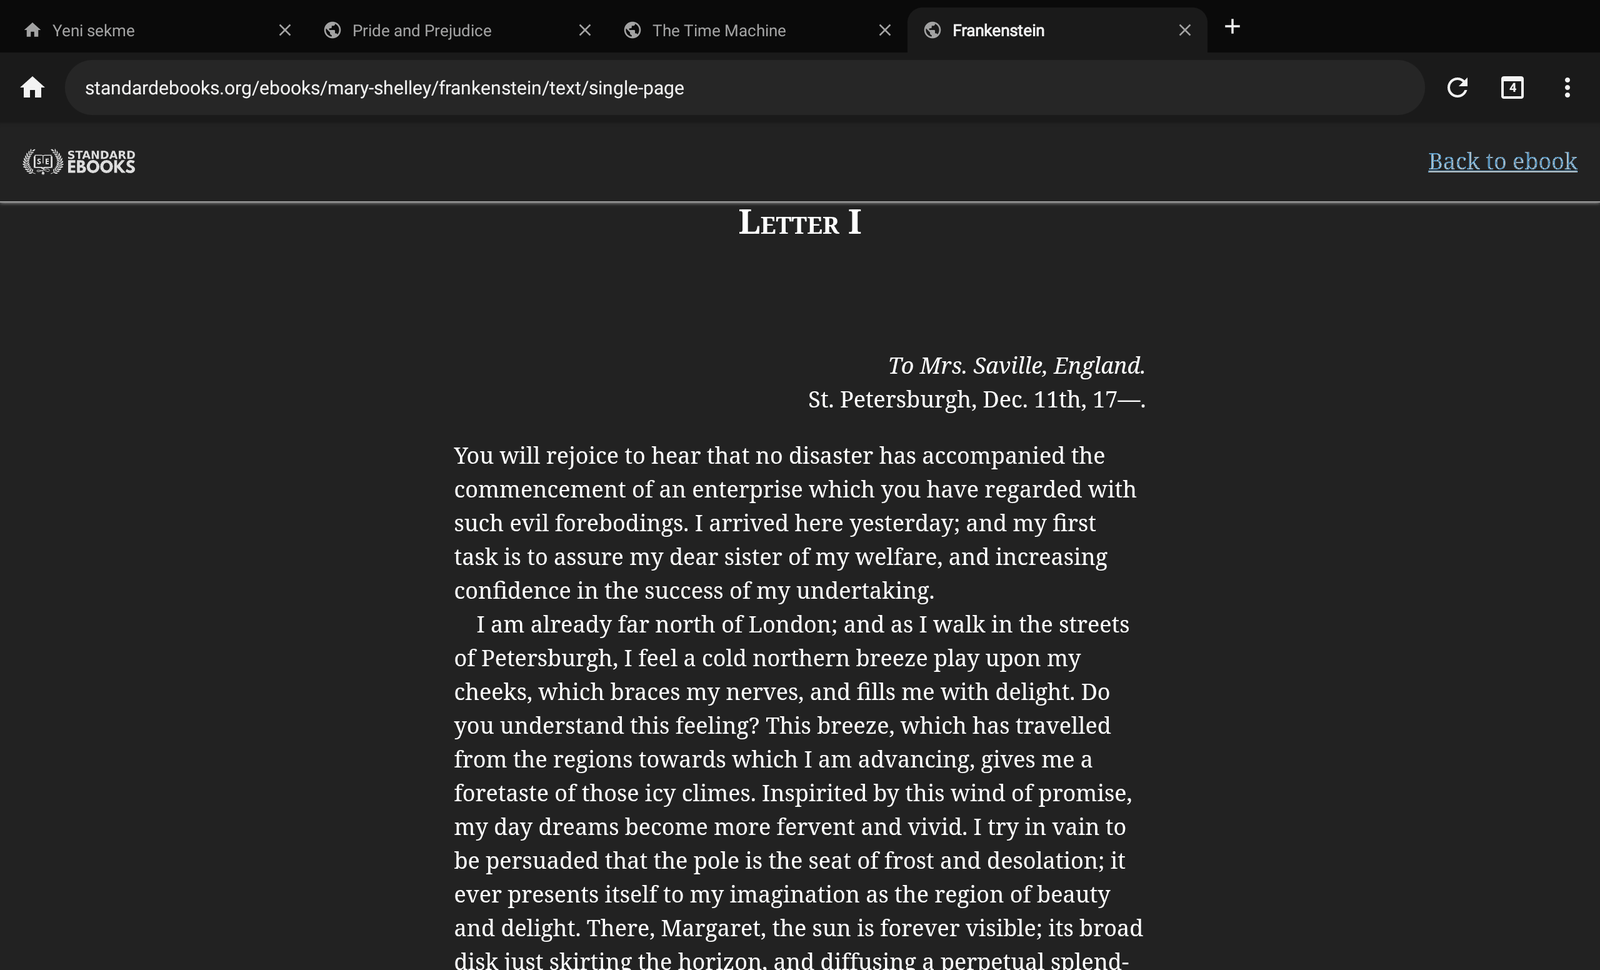 Yeni sekme
Pride and Prejudice
The Time Machine
Frankenstein
standardebooks.org/ebooks/mary-shelley/frankenstein/text/single-page
4
SE
STANDARD
EBOOKS
Back to ebook
LETTER I
To Mrs. Saville, England.
St. Petersburgh, Dec. 11th, 17—.
You will rejoice to hear that no disaster has accompanied the
commencement of an enterprise which you have regarded with
such evil forebodings. I arrived here yesterday; and my first
task is to assure my dear sister of my welfare, and increasing
confidence in the success of my undertaking.
I am already far north of London; and as I walk in the streets
of Petersburgh, I feel a cold northern breeze play upon my
cheeks, which braces my nerves, and fills me with delight. Do
you understand this feeling? This breeze, which has travelled
from the regions towards which I am advancing, gives me a
foretaste of those icy climes. Inspirited by this wind of promise,
my day dreams become more fervent and vivid. I try in vain to
be persuaded that the pole is the seat of frost and desolation; it
ever presents itself to my imagination as the region of beauty
and delight. There, Margaret, the sun is forever visible; its broad
disk just skirting the horizon, and diffusing a perpetual splend-